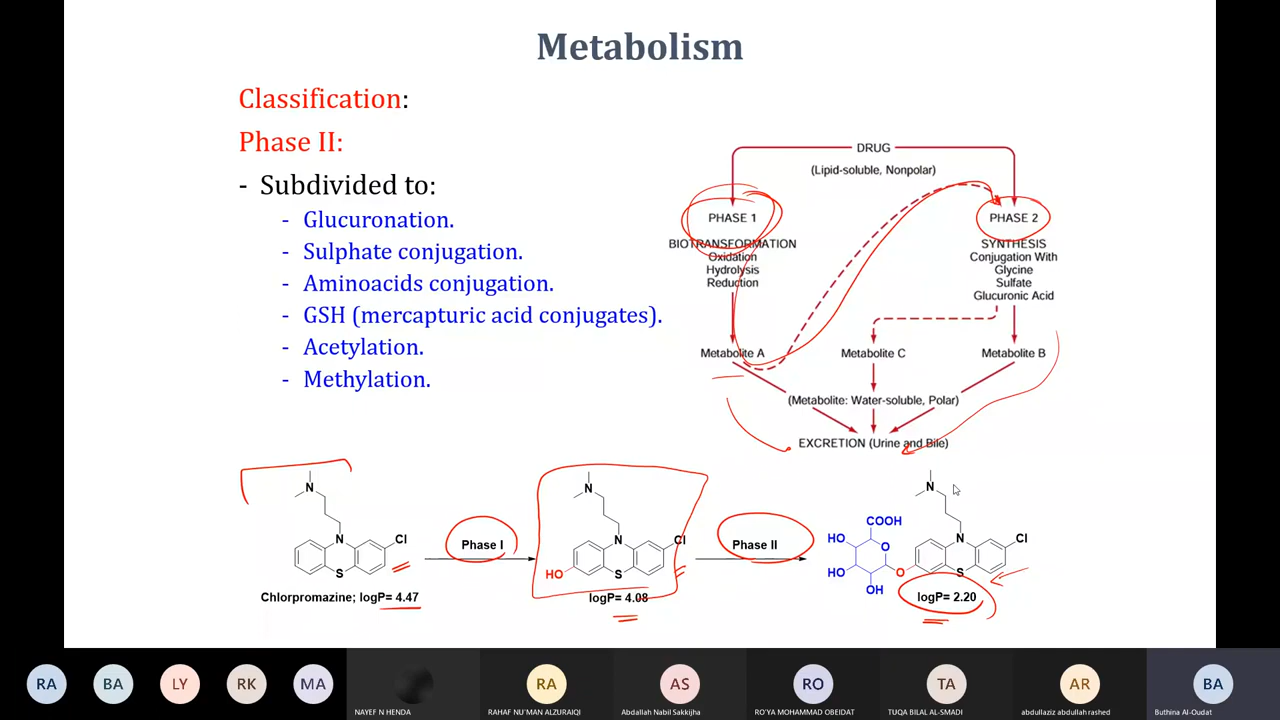 Metabolism
Classification:
Phase II:
- Subdivided to:
- Glucuronation.
- Sulphate conjugation.
- Aminoacids conjugation.
- GSH (mercapturic acid conjugates).
- Acetylation.
- Methylation.
DRUG
(Lipid-soluble, Nonpolar)
PHASE 1
BIOTRANSFORMATION
Oxidation
Hydrolysis
Reduction
PHASE 2
SYNTHESIS
Conjugation With
Glycine
Sulfate
Glucuronic Acid
Metabolite A
Metabolite C
Metabolite B
(Metabolite: Water-soluble, Polar)
EXCRETION (Urine and Bile)
N
N
Cl
S
Chlorpromazine; logP= 4.47
Phase I
N
N
Cl
HO
S
logP= 4.08
Phase II
N
COOH
HO
O
N
Cl
HO
O
S
OH
logP= 2.20
RA
BA
LY
RK
MA
NAYEF N HENDA
RA
RAHAF NU'MAN ALZURAIQI
AS
Abdallah Nabil Sakkijha
RO
RO'YA MOHAMMAD OBEIDAT
TA
TUQA BILAL AL-SMADI
AR
abdullaziz abdullah rashed
BA
Buthina Al-Oudat